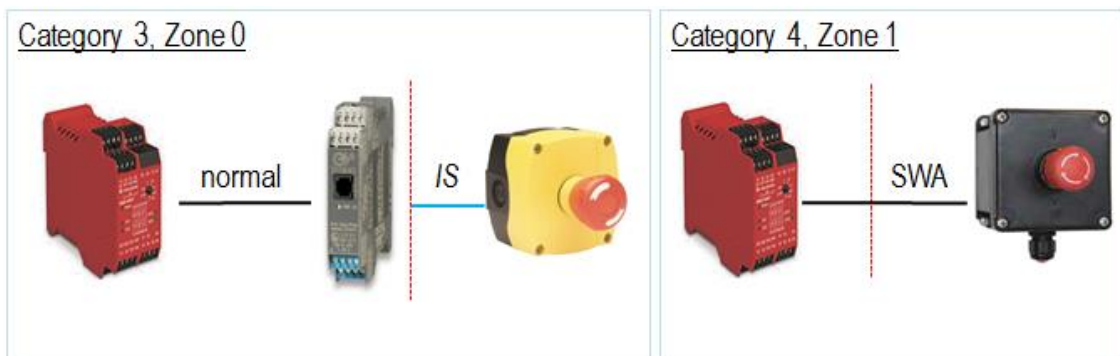 Category 3, Zone 0
Category 4, Zone 1
normal
IS
SWA